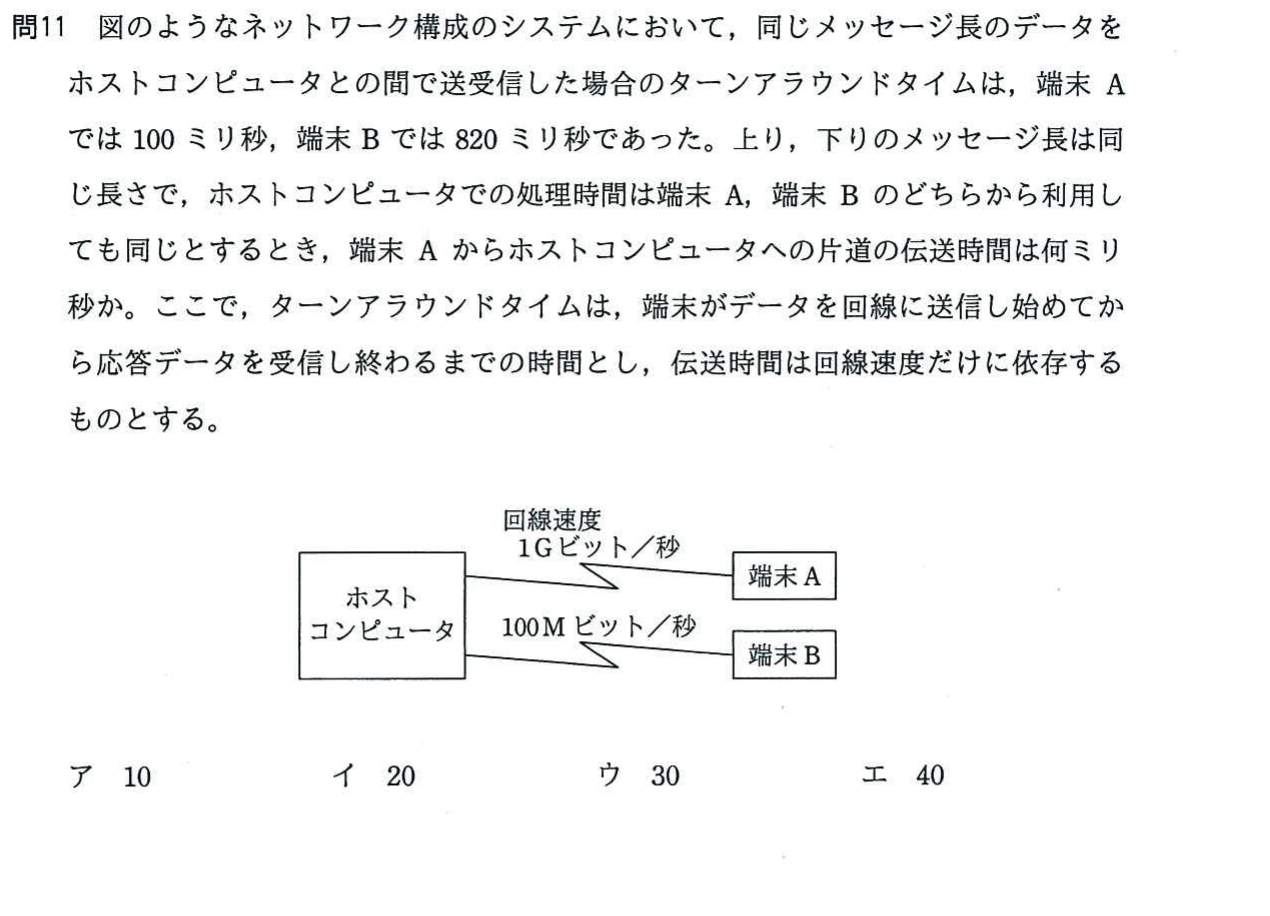 問11　図のようなネットワーク構成のシステムにおいて，同じメッセージ長のデータを
ホストコンピュータとの間で送受信した場合のターンアラウンドタイムは，端末 A
では 100 ミリ秒，端末 B では 820 ミリ秒であった。上り，下りのメッセージ長は同
じ長さで，ホストコンピュータでの処理時間は端末 A，端末 B のどちらから利用し
ても同じとするとき，端末 A からホストコンピュータへの片道の伝送時間は何ミリ
秒か。ここで，ターンアラウンドタイムは，端末がデータを回線に送信し始めてか
ら応答データを受信し終わるまでの時間とし，伝送時間は回線速度だけに依存する
ものとする。
回線速度
1G ビット／秒
端末 A
ホスト
コンピュータ
100M ビット／秒
端末 B
ア　10　イ　20　ウ　30　エ　40